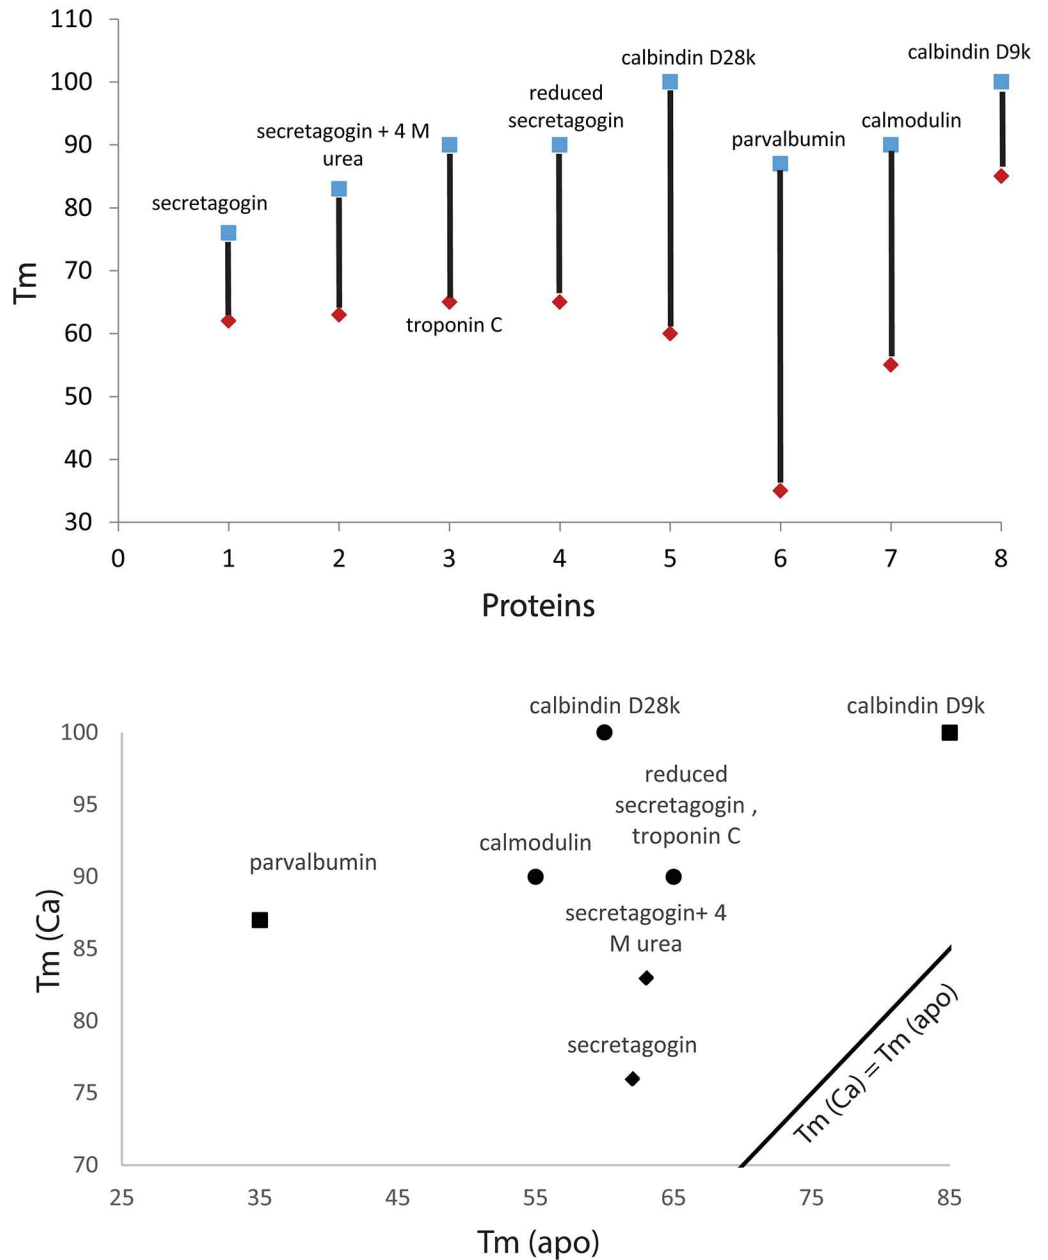 110
calbindin D9k
calbindin D28k
100
reduced
secretagogin
calmodulin
secretagogin + 4 M
urea
parvalbumin
90
secretagogin
80
Tm
70
troponin C
60
50
40
30
0 1 2 3 4 5 6 7 8
Proteins
calbindin D28k
calbindin D9k
100
reduced
secretagogin ,
troponin C
95
calmodulin
parvalbumin
90
secretagogin+ 4
M urea
Tm (Ca)
85
80
secretagogin
Tm (Ca) = Tm (apo)
75
70
25 35 45 55 65 75 85
Tm (apo)